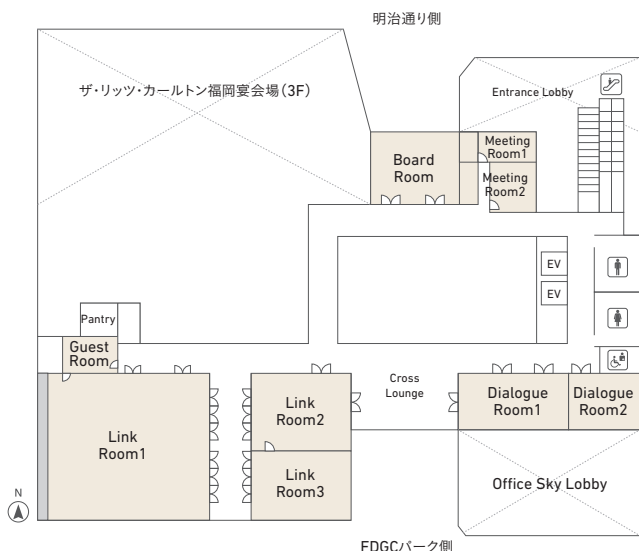 明治通り側
ザ・リッツ・カールトン福岡宴会場(3F)
Entrance Lobby
Board
Room
Meeting
Room1
Meeting
Room2
EV
EV
Pantry
Guest
Room
Link
Room1
Link
Room2
Link
Room3
Cross
Lounge
Dialogue
Room1
Dialogue
Room2
Office Sky Lobby
N
FDGCパーク側